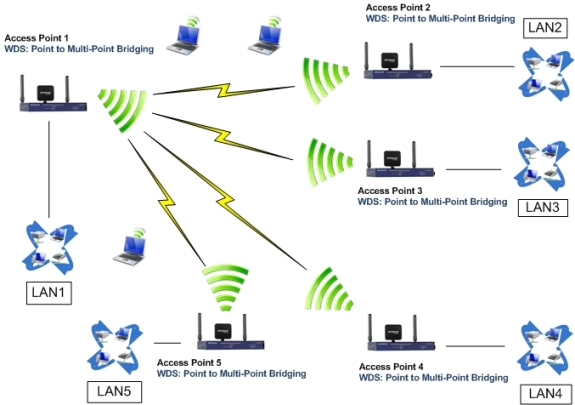 Access Point 1
WDS: Point to Multi-Point Bridging
Access Point 2
WDS: Point to Multi-Point Bridging
LAN2
Access Point 3
WDS: Point to Multi-Point Bridging
LAN3
LAN1
Access Point 5
WDS: Point to Multi-Point Bridging
LAN5
Access Point 4
WDS: Point to Multi-Point Bridging
LAN4